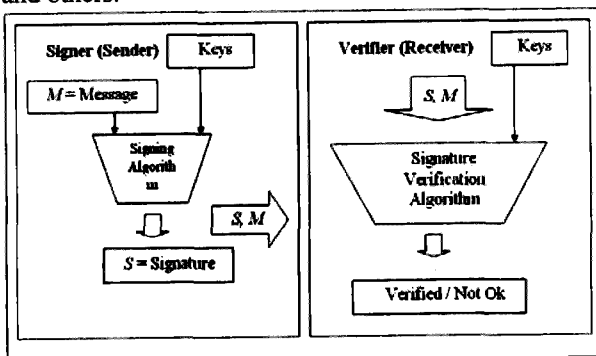 and others.
Signer (Sender)
Keys
M = Message
Signing
Algorith
m
S, M
S = Signature
Verifier (Receiver)
Keys
S, M
Signature
Verification
Algorithm
Verified / Not Ok